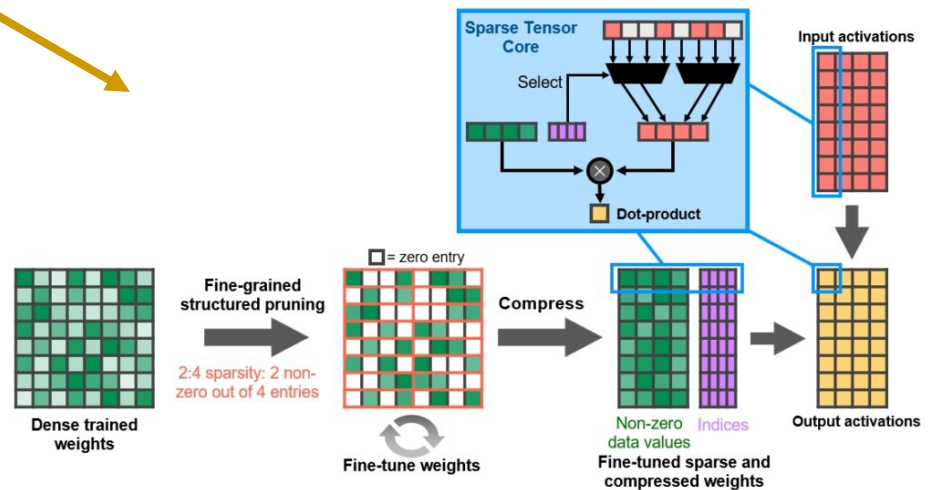 Sparse Tensor
Core
Input activations
Select
×
Dot-product
= zero entry
Fine-grained
structured pruning
Compress
2:4 sparsity: 2 non-
zero out of 4 entries
Dense trained
weights
Fine-tune weights
Non-zero
data values
Indices
Output activations
Fine-tuned sparse and
compressed weights